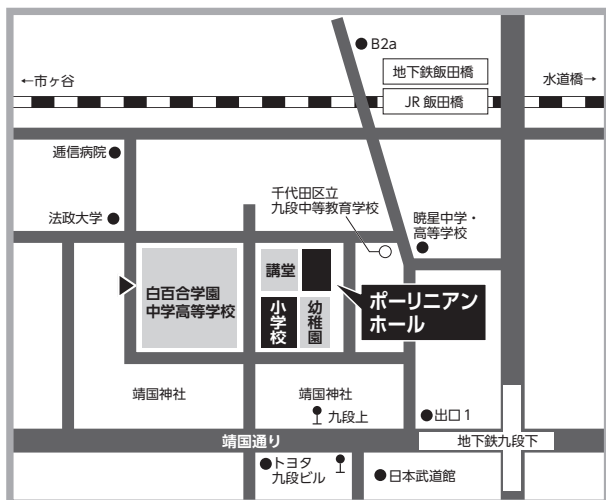 B2a
地下鉄飯田橋
←市ヶ谷
水道橋→
JR 飯田橋
逓信病院
千代田区立
九段中等教育学校
法政大学
暁星中学・
高等学校
講堂
白百合学園
中学高等学校
小学校
幼稚園
ポーリニアン
ホール
靖国神社
靖国神社
九段上
出口 1
靖国通り
地下鉄九段下
トヨタ
九段ビル
日本武道館